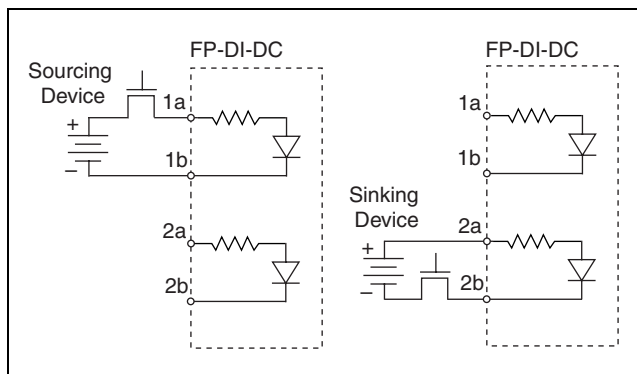 FP-DI-DC
Sourcing
Device
1a
+
–
1b
2a
2b
FP-DI-DC
1a
1b
Sinking
Device
2a
+
–
2b